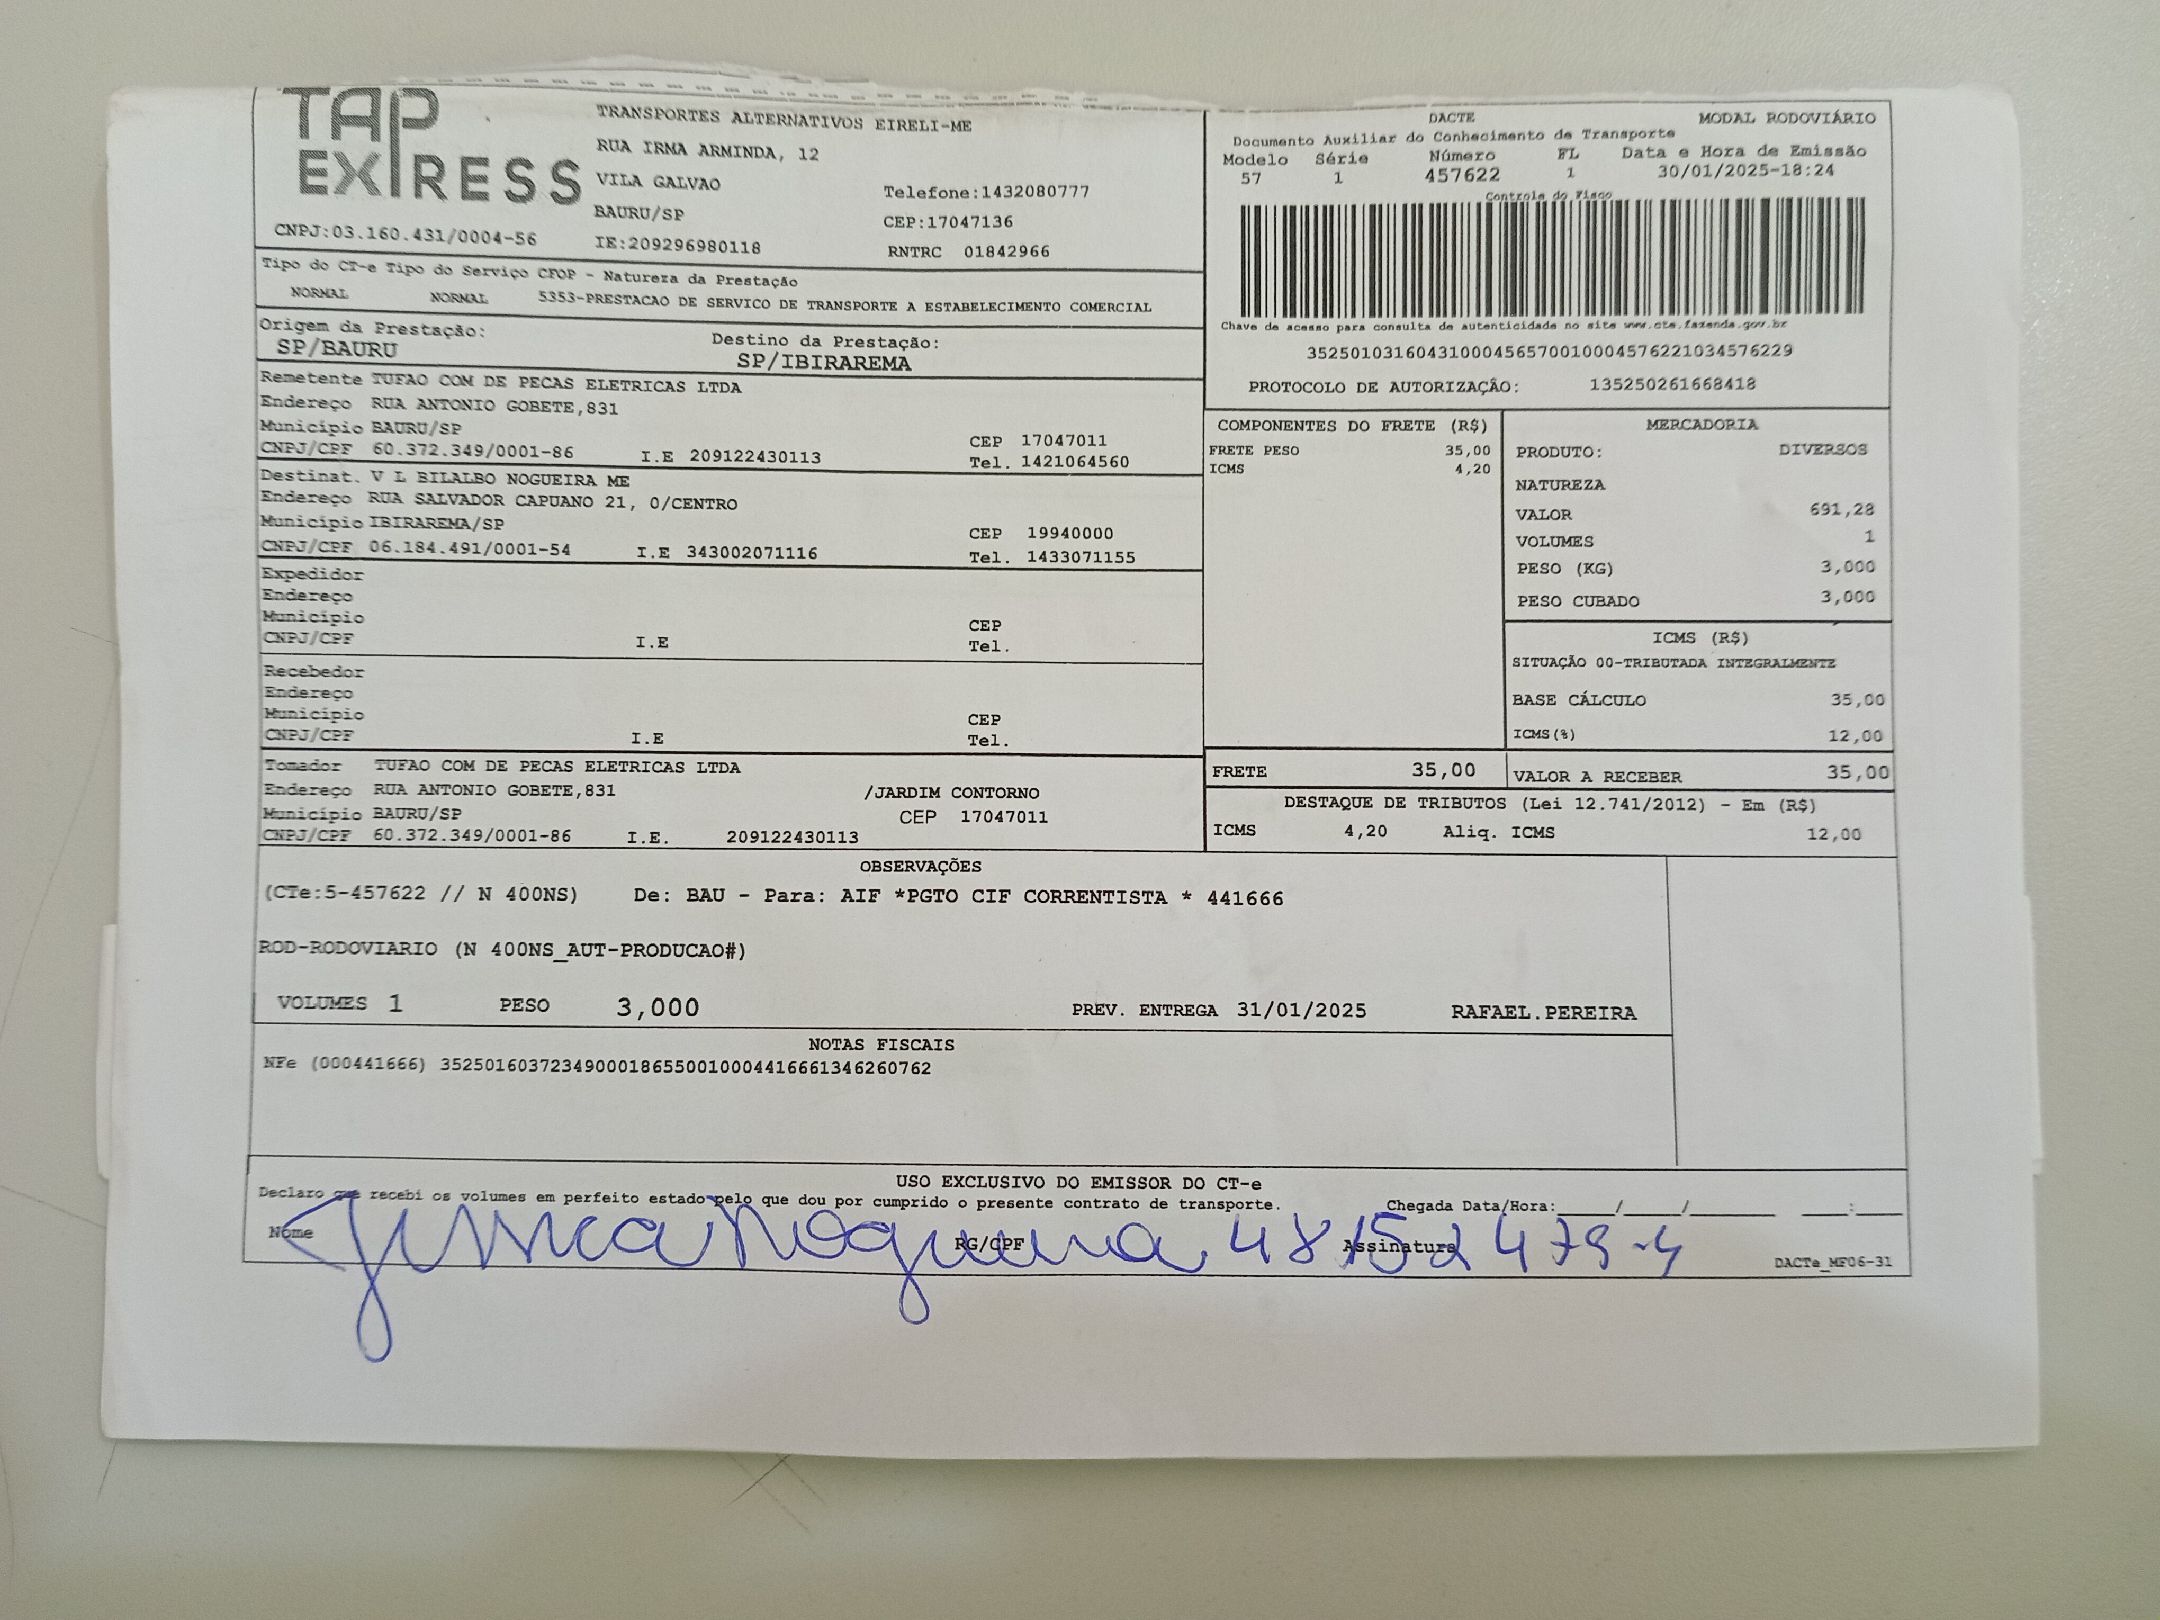 TAP
EXPRESS
CNPJ:03.160.431/0004-56
TRANSPORTES ALTERNATIVOS EIRELI-ME
RUA IRMA ARMINDA, 12
VILA GALVAO
Telefone:1432080777
BAURU/SP
CEP:17047136
IE:209296980118
RNTRC 01842966
DACTE MODAL RODOVIÁRIO
Documento Auxiliar do Conhecimento de Transporte
Modelo Série Número FL Data e Hora de Emissão
57 1 457622 1 30/01/2025-18:24
Controle do Fisco
Chave de acesso para consulta de autenticidade no site www.cte.fazenda.gov.br
35250103160431000456570010004576221034576229
PROTOCOLO DE AUTORIZAÇÃO: 135250261668418
Tipo do CT-e Tipo do Serviço CFOP - Natureza da Prestação
NORMAL NORMAL 5353-PRESTACAO DE SERVICO DE TRANSPORTE A ESTABELECIMENTO COMERCIAL
Origem da Prestação: Destino da Prestação:
SP/BAURU SP/IBIRAREMA
Remetente TUFAO COM DE PECAS ELETRICAS LTDA
Endereço RUA ANTONIO GOBETE,831
Município BAURU/SP CEP 17047011
CNPJ/CPF 60.372.349/0001-86 I.E 209122430113 Tel. 1421064560
Destinat. V L BILALBO NOGUEIRA ME
Endereço RUA SALVADOR CAPUANO 21, 0/CENTRO
Município IBIRAREMA/SP CEP 19940000
CNPJ/CPF 06.184.491/0001-54 I.E 343002071116 Tel. 1433071155
Expedidor
Endereço
Município CEP
CNPJ/CPF I.E Tel.
Recebedor
Endereço
Município CEP
CNPJ/CPF I.E Tel.
Tomador TUFAO COM DE PECAS ELETRICAS LTDA
Endereço RUA ANTONIO GOBETE,831 /JARDIM CONTORNO
Município BAURU/SP CEP 17047011
CNPJ/CPF 60.372.349/0001-86 I.E. 209122430113
COMPONENTES DO FRETE (R$)
FRETE PESO 35,00
ICMS 4,20
MERCADORIA
PRODUTO: DIVERSOS
NATUREZA
VALOR 691,28
VOLUMES 1
PESO (KG) 3,000
PESO CUBADO 3,000
ICMS (R$)
SITUAÇÃO 00-TRIBUTADA INTEGRALMENTE
BASE CÁLCULO 35,00
ICMS(%) 12,00
FRETE 35,00 VALOR A RECEBER 35,00
DESTAQUE DE TRIBUTOS (Lei 12.741/2012) - Em (R$)
ICMS 4,20 Aliq. ICMS 12,00
OBSERVAÇÕES
(CTe:5-457622 // N 400NS) De: BAU - Para: AIF *PGTO CIF CORRENTISTA * 441666
ROD-RODOVIARIO (N 400NS_AUT-PRODUCAO#)
VOLUMES 1 PESO 3,000 PREV. ENTREGA 31/01/2025 RAFAEL.PEREIRA
NOTAS FISCAIS
NFe (000441666) 35250160372349000186550010004416661346260762
USO EXCLUSIVO DO EMISSOR DO CT-e
Declaro que recebi os volumes em perfeito estado pelo que dou por cumprido o presente contrato de transporte. Chegada Data/Hora:____/____/______ ___:___
Nome RG/CPF Assinatura
Nogueira
DACTe_MF06-31